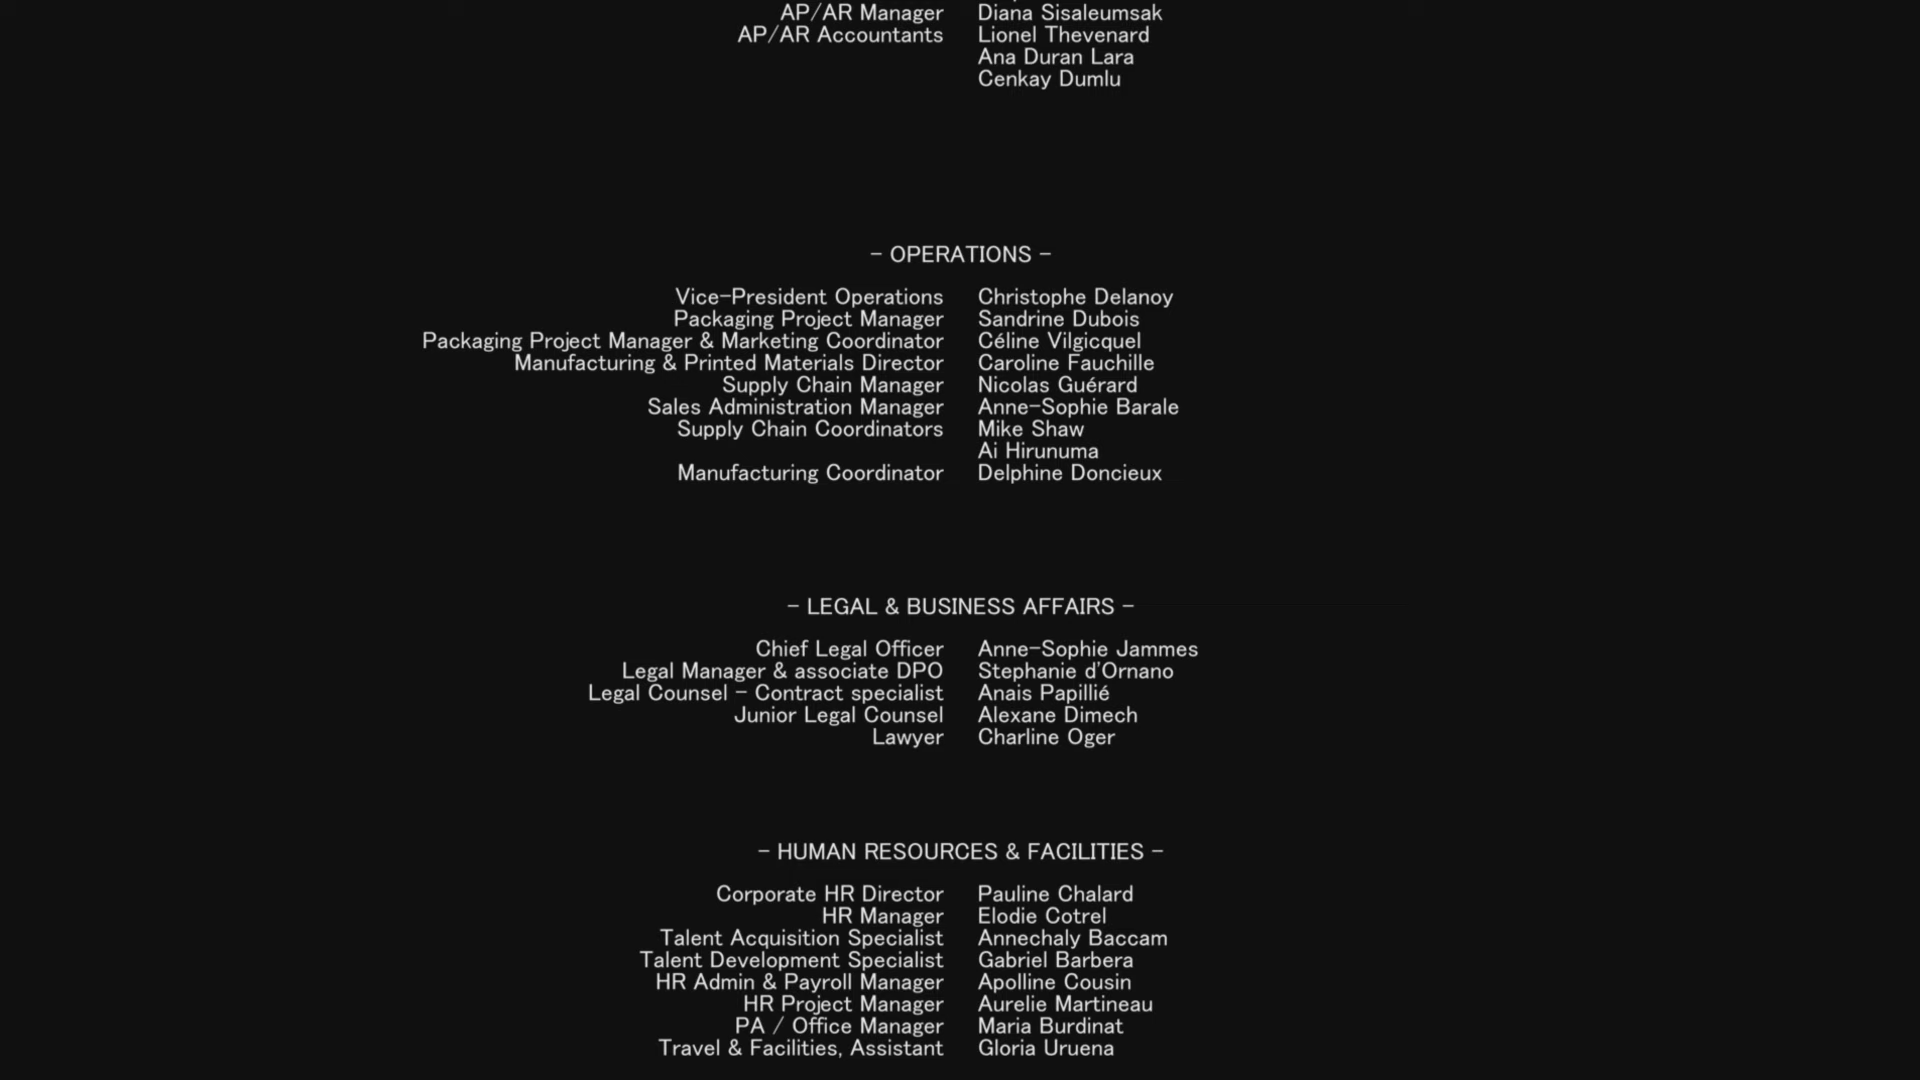 AP/AR Manager Diana Sisaleumsak
AP/AR Accountants Lionel Thevenard
Ana Duran Lara
Cenkay Dumlu
- OPERATIONS -
Vice-President Operations Christophe Delanoy
Packaging Project Manager Sandrine Dubois
Packaging Project Manager & Marketing Coordinator Céline Vilgicquel
Manufacturing & Printed Materials Director Caroline Fauchille
Supply Chain Manager Nicolas Guérard
Sales Administration Manager Anne-Sophie Barale
Supply Chain Coordinators Mike Shaw
Ai Hirunuma
Manufacturing Coordinator Delphine Doncieux
- LEGAL & BUSINESS AFFAIRS -
Chief Legal Officer Anne-Sophie Jammes
Legal Manager & associate DPO Stephanie d'Ornano
Legal Counsel - Contract specialist Anais Papillié
Junior Legal Counsel Alexane Dimech
Lawyer Charline Oger
- HUMAN RESOURCES & FACILITIES -
Corporate HR Director Pauline Chalard
HR Manager Elodie Cotrel
Talent Acquisition Specialist Annechaly Baccam
Talent Development Specialist Gabriel Barbera
HR Admin & Payroll Manager Apolline Cousin
HR Project Manager Aurelie Martineau
PA / Office Manager Maria Burdinat
Travel & Facilities, Assistant Gloria Uruena